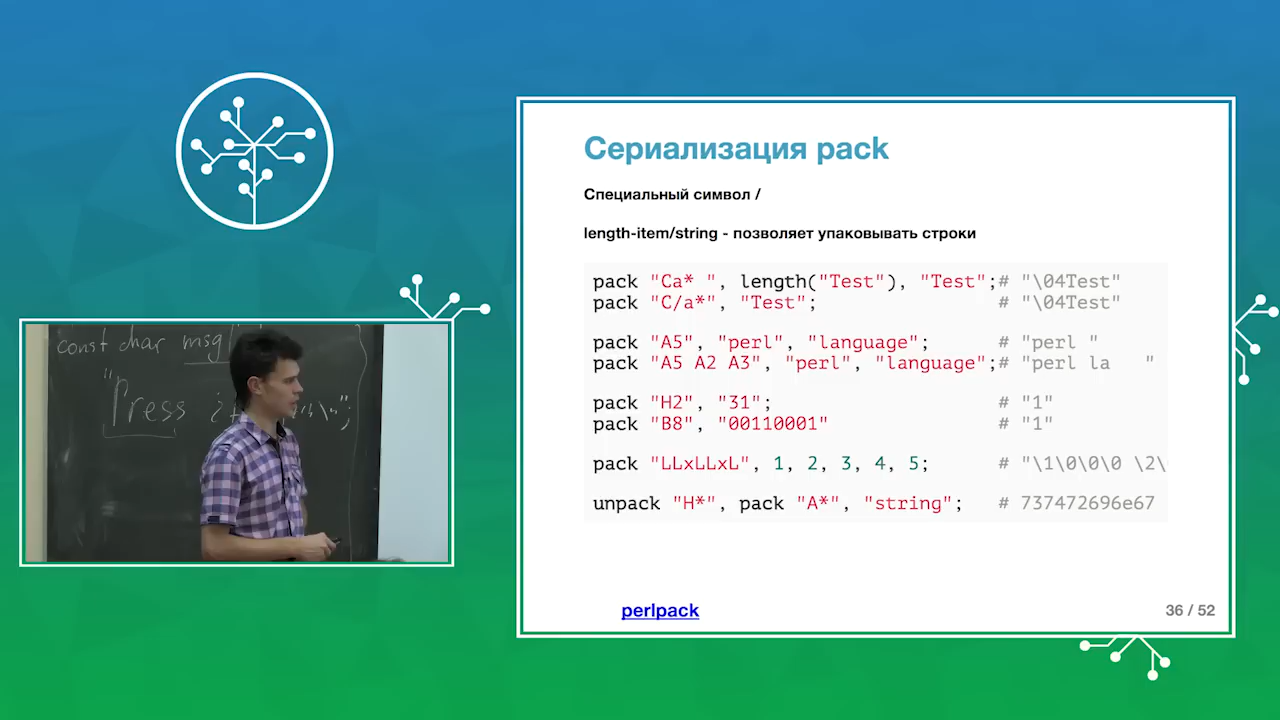 Сериализация pack
Специальный символ /
length-item/string - позволяет упаковывать строки
pack "Ca* ", length("Test"), "Test";# "\04Test"
pack "C/a*", "Test"; # "\04Test"
pack "A5", "perl", "language"; # "perl "
pack "A5 A2 A3", "perl", "language";# "perl la   "
pack "H2", "31"; # "1"
pack "B8", "00110001" # "1"
pack "LLxLLxL", 1, 2, 3, 4, 5; # "\1\0\0\0 \2\
unpack "H*", pack "A*", "string"; # 737472696e67
perlpack
36 / 52
const char msg
"Press